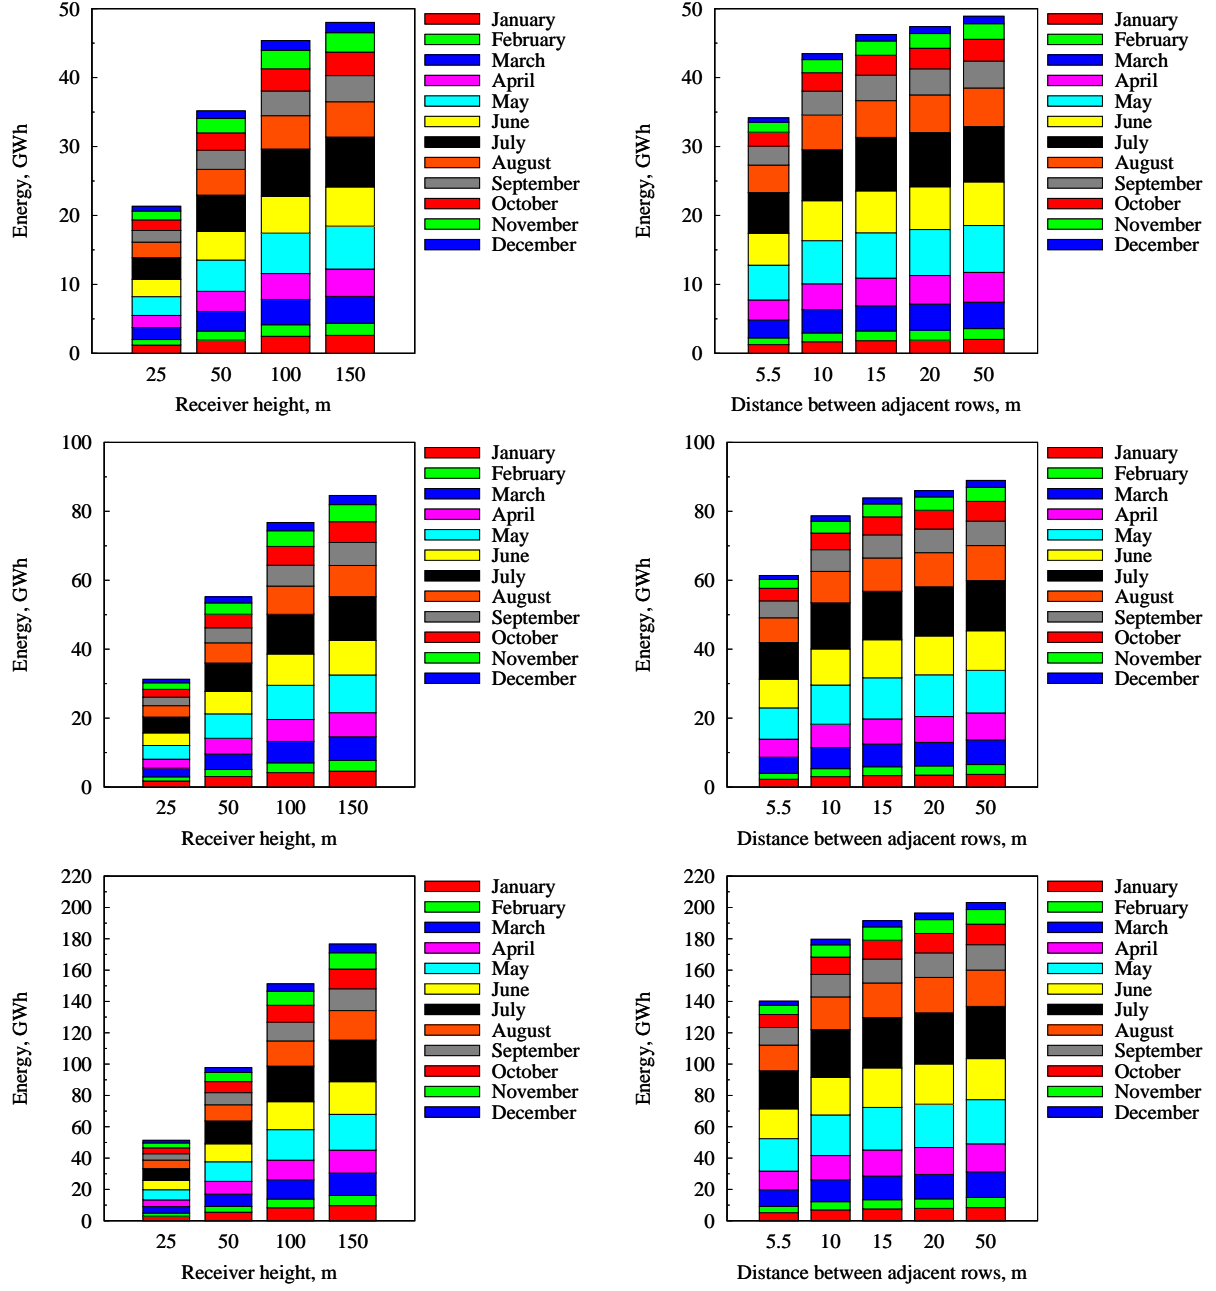 50
40
30
20
10
0
Energy, GWh
25 50 100 150
Receiver height, m
January
February
March
April
May
June
July
August
September
October
November
December
50
40
30
20
10
0
Energy, GWh
5.5 10 15 20 50
Distance between adjacent rows, m
January
February
March
April
May
June
July
August
September
October
November
December
100
80
60
40
20
0
Energy, GWh
25 50 100 150
Receiver height, m
January
February
March
April
May
June
July
August
September
October
November
December
100
80
60
40
20
0
Energy, GWh
5.5 10 15 20 50
Distance between adjacent rows, m
January
February
March
April
May
June
July
August
September
October
November
December
220
200
180
160
140
120
100
80
60
40
20
0
Energy, GWh
25 50 100 150
Receiver height, m
January
February
March
April
May
June
July
August
September
October
November
December
220
200
180
160
140
120
100
80
60
40
20
0
Energy, GWh
5.5 10 15 20 50
Distance between adjacent rows, m
January
February
March
April
May
June
July
August
September
October
November
December